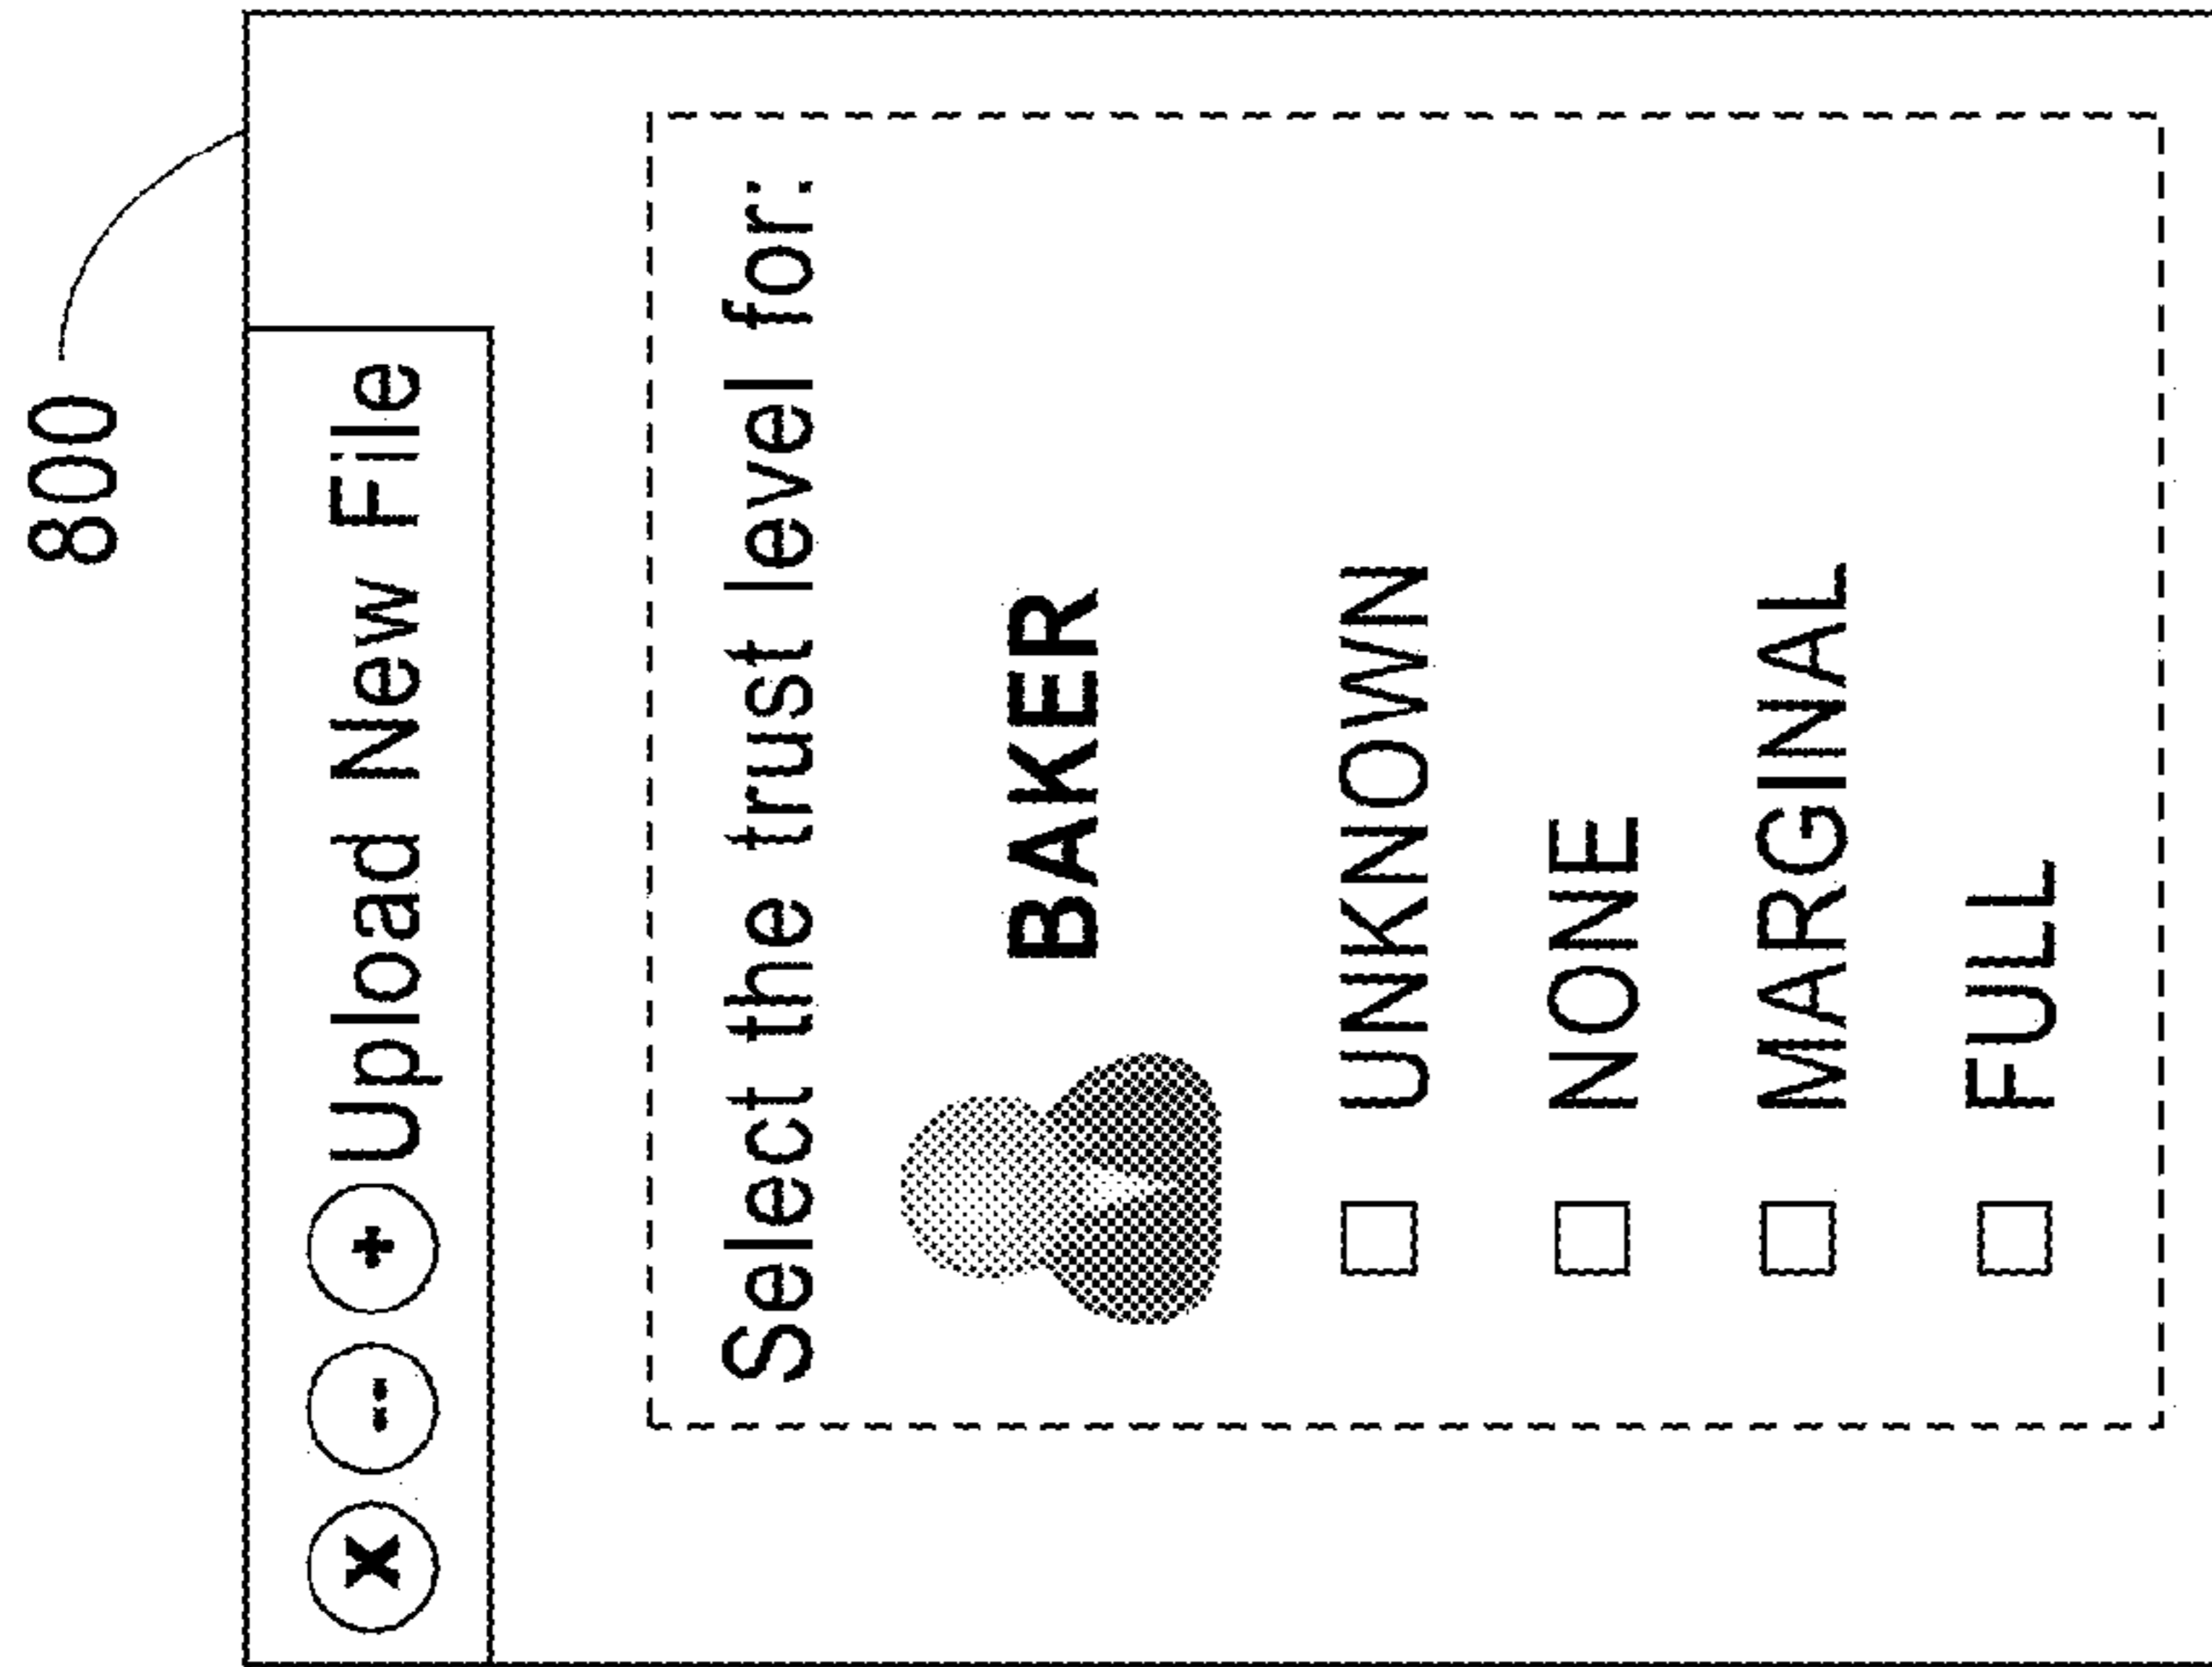 800
X -- + Upload New File
Select the trust level for:
BAKER
UNKNOWN
NONE
MARGINAL
FULL